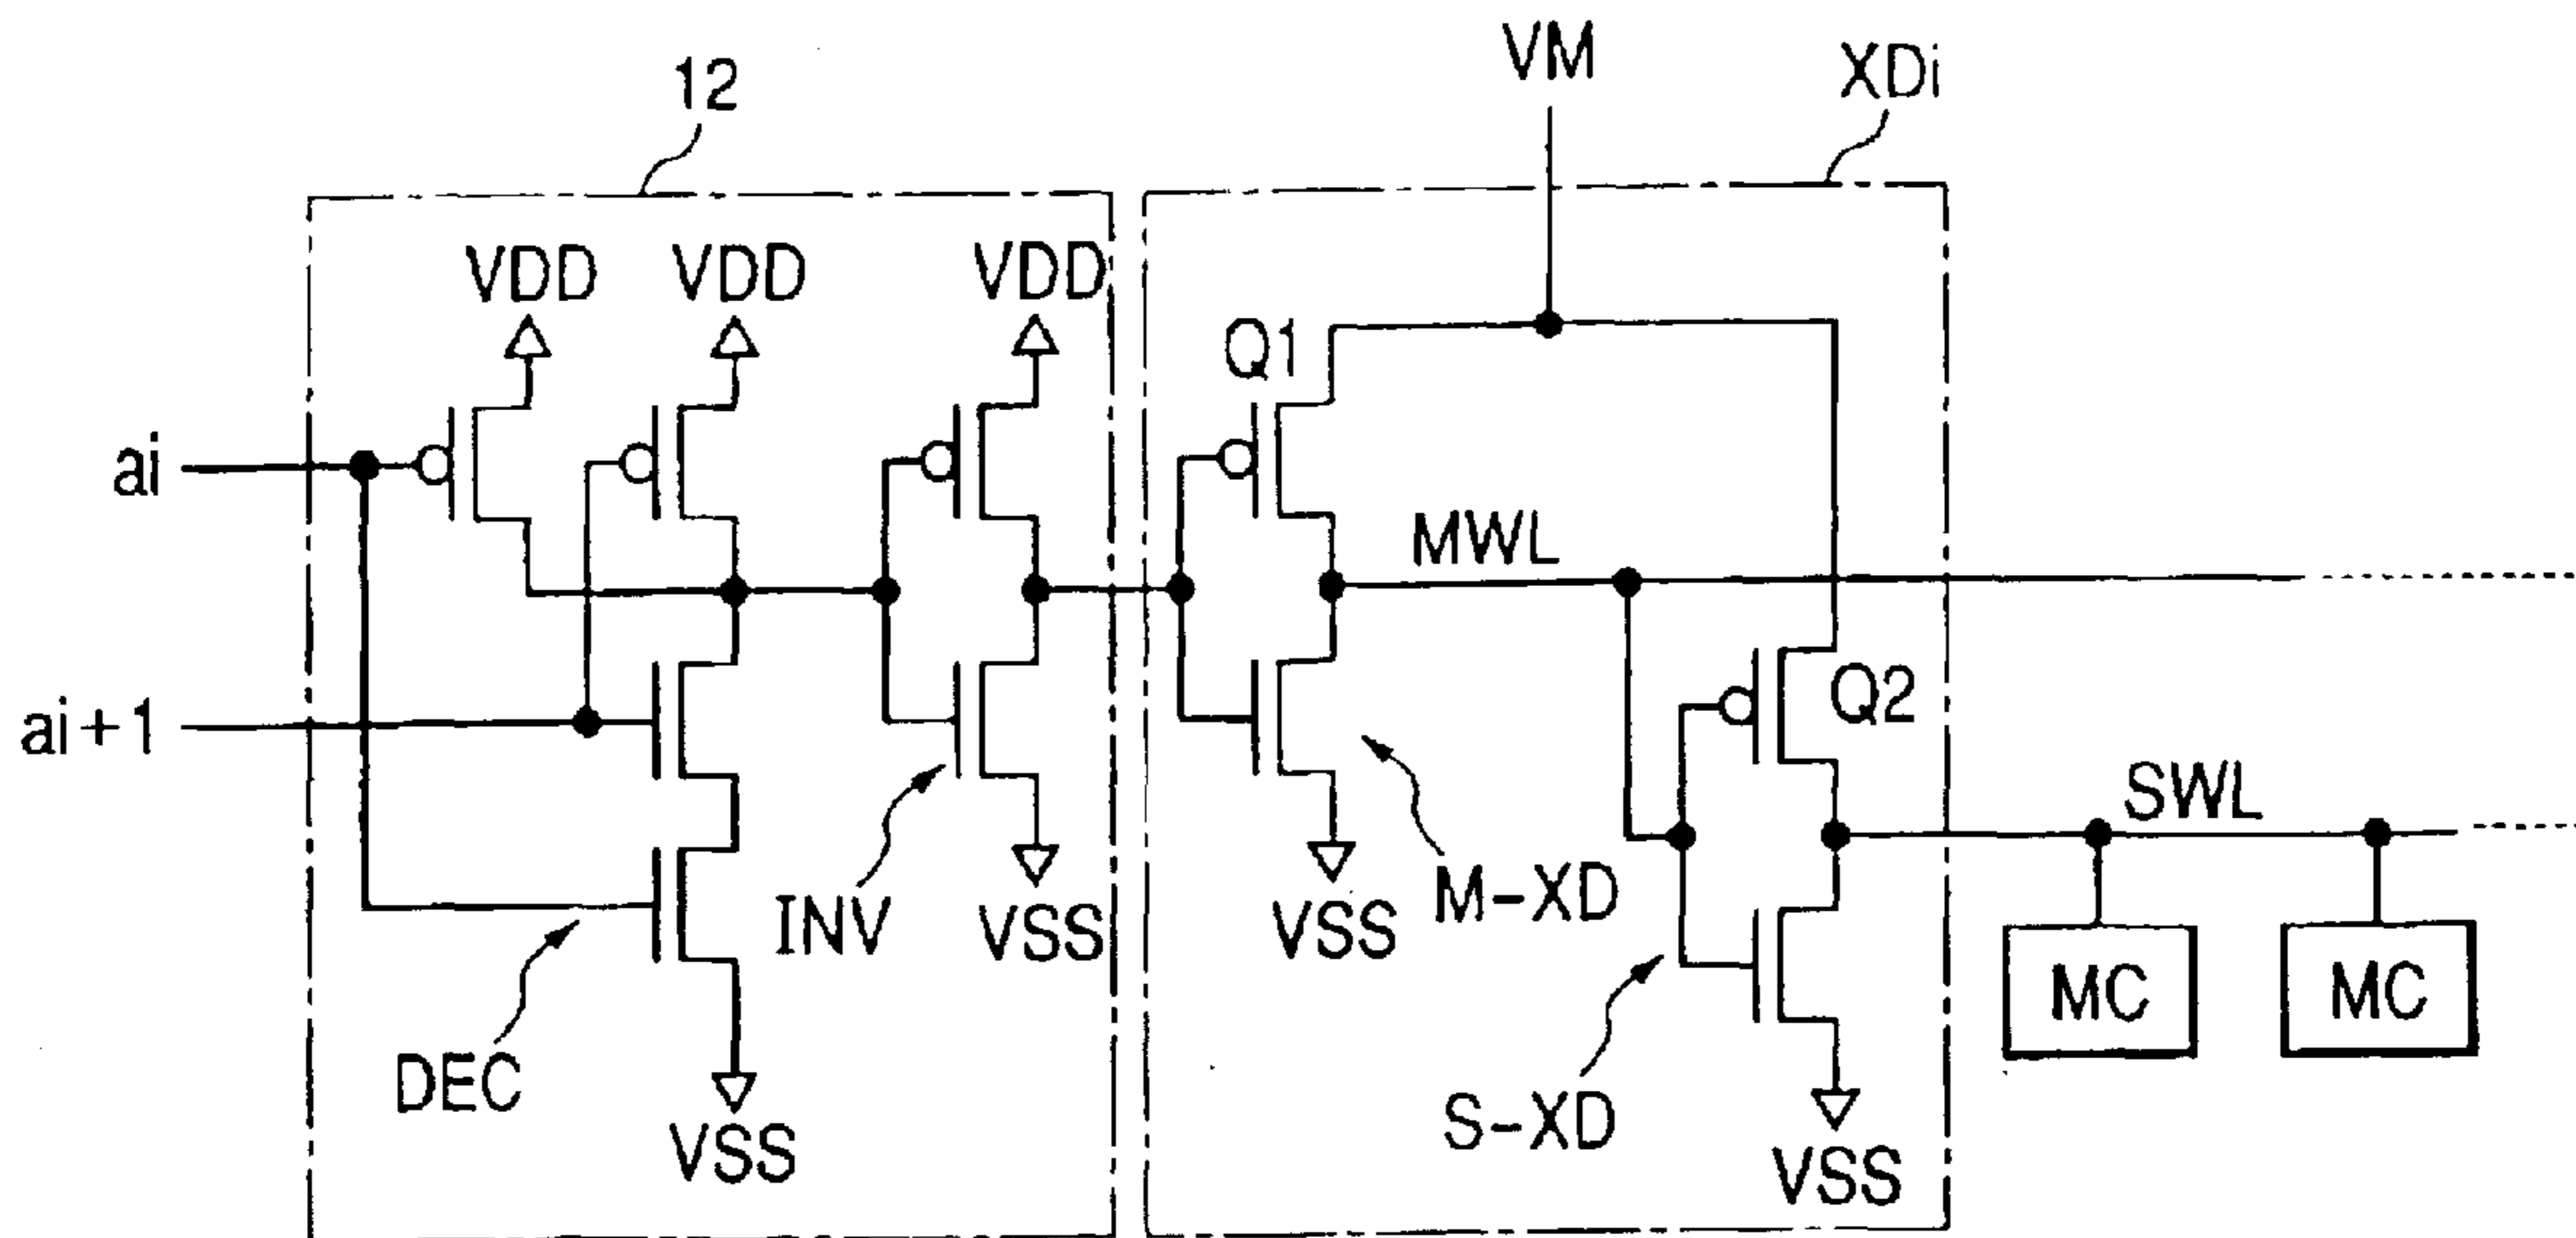 12
VM
XDi
VDD
VDD
VDD
Q1
ai
MWL
Q2
ai+1
SWL
INV
VSS
VSS
M-XD
MC
MC
DEC
VSS
S-XD
VSS